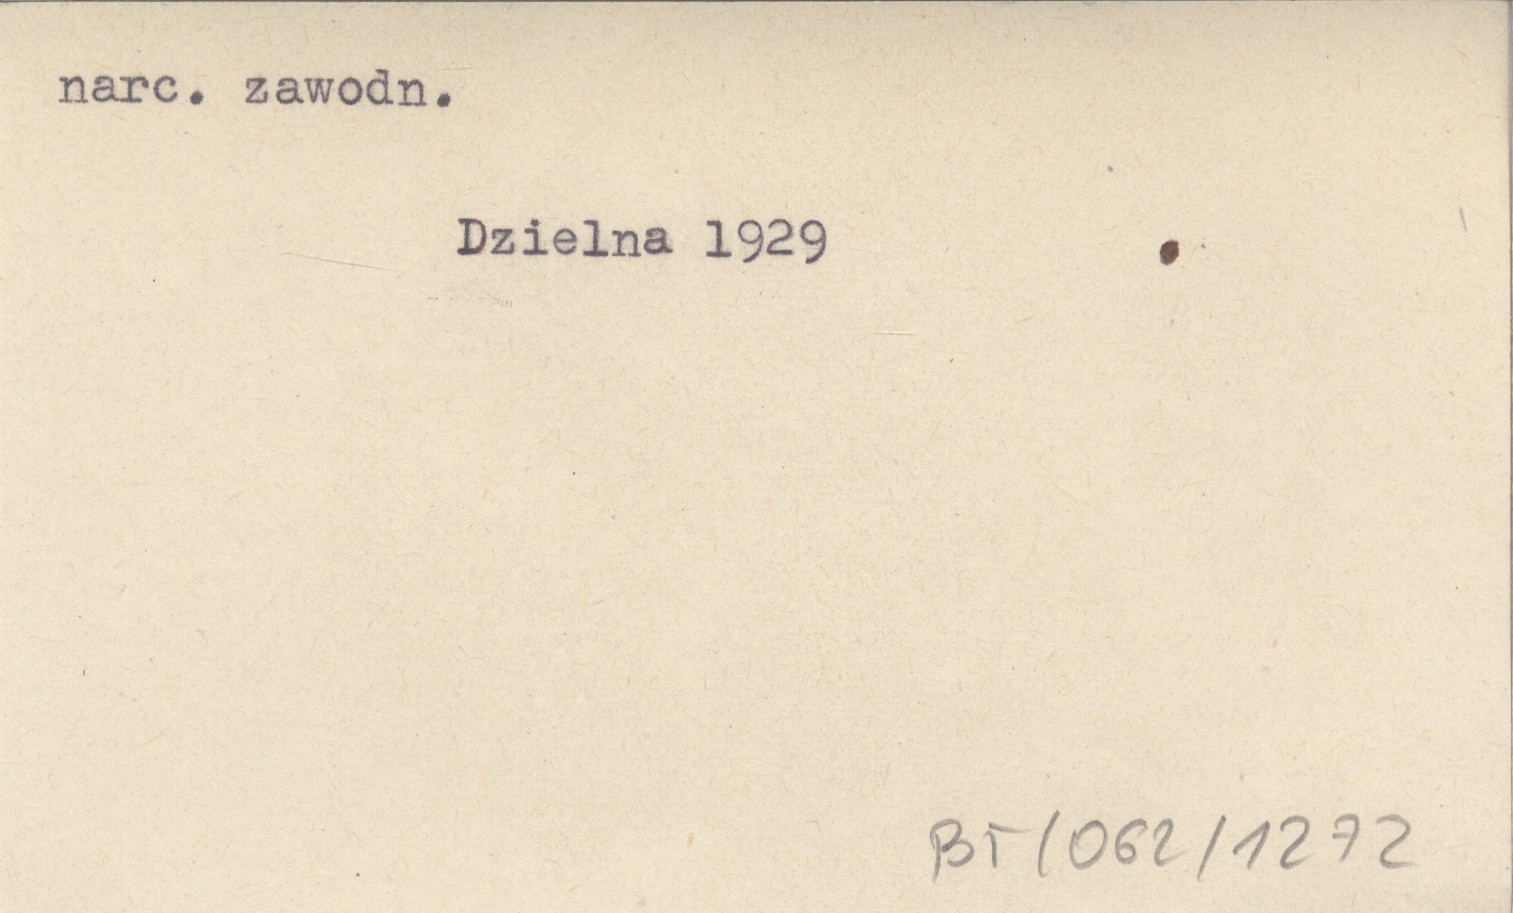 narc. zawodn.
Dzielna 1929
BT/062/1272